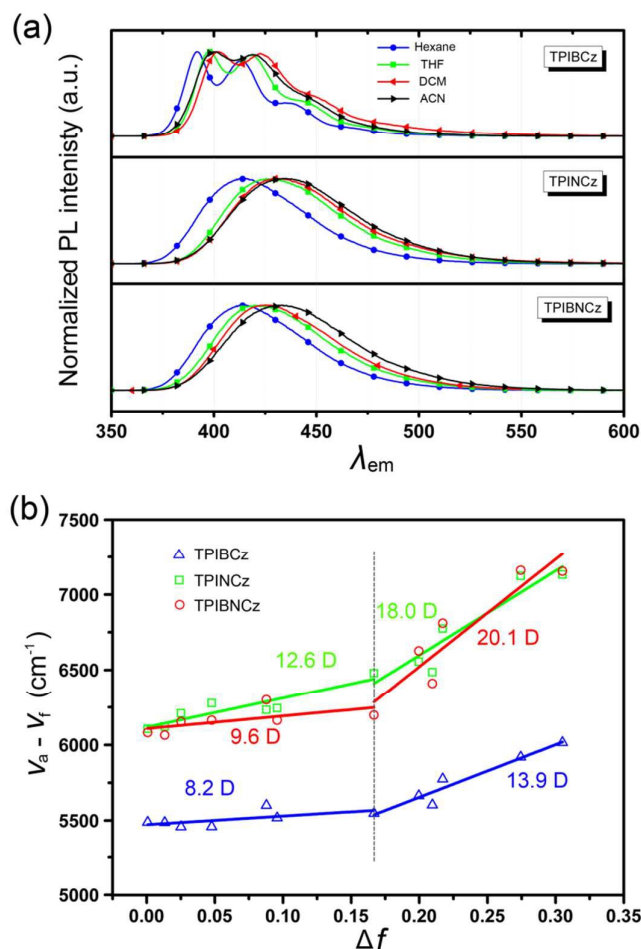 (a)
Normalized PL intenisty (a.u.)
Hexane
THF
DCM
ACN
TPIBCz
TPINCz
TPIBNCz
350 400 450 500 550 600
λem
(b)
7500
7000
6500
6000
5500
5000
νa - νf (cm⁻¹)
TPIBCz
TPINCz
TPIBNCz
12.6 D
18.0 D
20.1 D
9.6 D
8.2 D
13.9 D
0.00 0.05 0.10 0.15 0.20 0.25 0.30 0.35
Δf